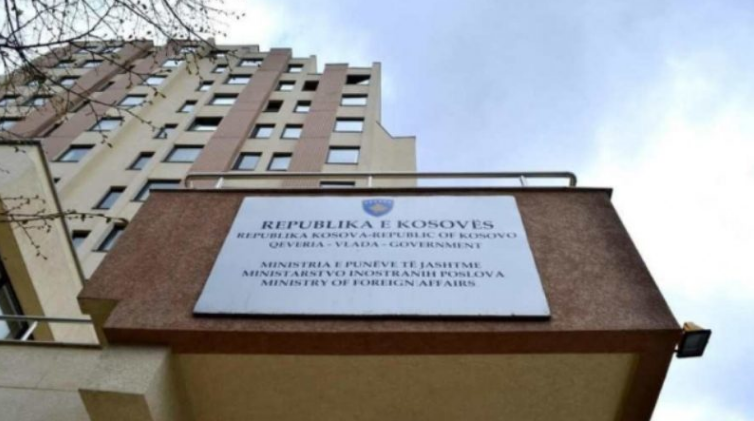 REPUBLIKA E KOSOVËS
REPUBLIKA KOSOVA-REPUBLIC OF KOSOVO
QEVERIA - VLADA - GOVERNMENT
MINISTRIA E PUNËVE TË JASHTME
MINISTARSTVO INOSTRANIH POSLOVA
MINISTRY OF FOREIGN AFFAIRS